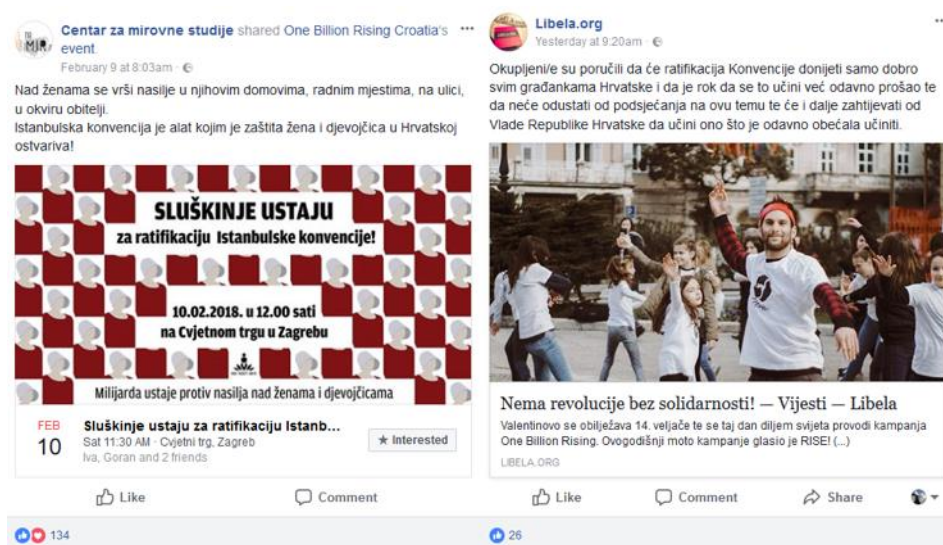 Centar za mirovne studije shared One Billion Rising Croatia's
event.
February 9 at 8:03am
Nad ženama se vrši nasilje u njihovim domovima, radnim mjestima, na ulici,
u okviru obitelji.
Istanbulska konvencija je alat kojim je zaštita žena i djevojčica u Hrvatskoj
ostvariva!
SLUŠKINJE USTAJU
za ratifikaciju Istanbulske konvencije!
10.02.2018. u 12.00 sati
na Cvjetnom trgu u Zagrebu
Milijarda ustaje protiv nasilja nad ženama i djevojčicama
FEB
10
Sluškinje ustaju za ratifikaciju Istanb...
Sat 11:30 AM · Cvjetni trg, Zagreb
Iva, Goran and 2 friends
★ Interested
Like
Comment
134
Libela.org
Yesterday at 9:20am
Okupljeni/e su poručili da će ratifikacija Konvencije donijeti samo dobro
svim građankama Hrvatske i da je rok da se to učini već odavno prošao te
da neće odustati od podsjećanja na ovu temu te će i dalje zahtijevati od
Vlade Republike Hrvatske da učini ono što je odavno obećala učiniti.
Nema revolucije bez solidarnosti! — Vijesti — Libela
Valentinovo se obilježava 14. veljače te se taj dan diljem svijeta provodi kampanja
One Billion Rising. Ovogodišnji moto kampanje glasio je RISE! (...)
LIBELA.ORG
Like
Comment
Share
26